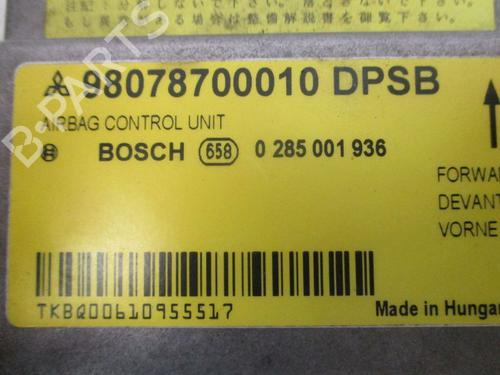 98078700010 DPSB
AIRBAG CONTROL UNIT
BOSCH 658 0 285 001 936
FORWA
DEVANT
VORNE
TKBQ00610955517
Made in Hungar
B-PARTS